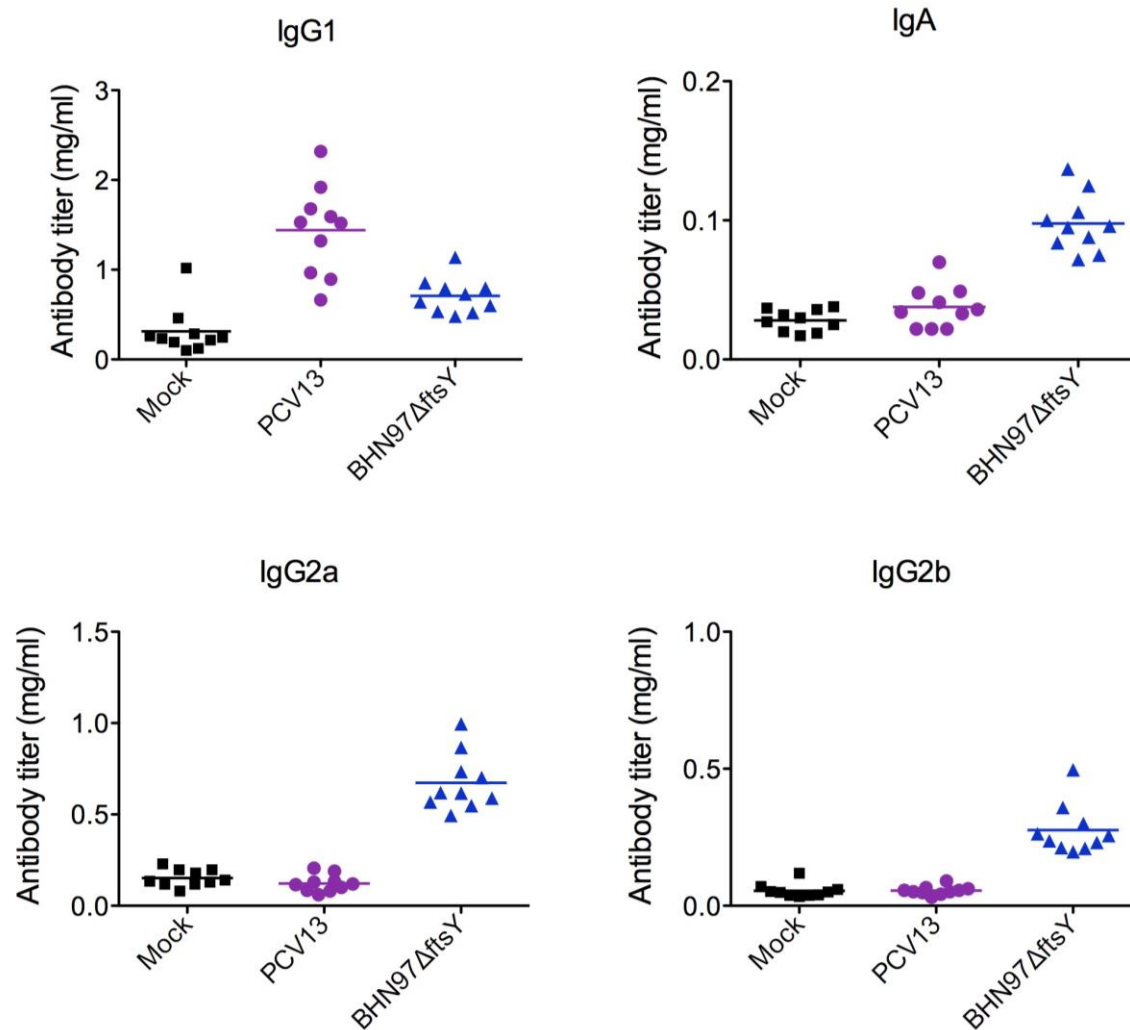 IgG1
Antibody titer (mg/ml)
3
2
1
0
Mock
PCV13
BHN97ΔftsY
IgA
Antibody titer (mg/ml)
0.2
0.1
0.0
Mock
PCV13
BHN97ΔftsY
IgG2a
Antibody titer (mg/ml)
1.5
1.0
0.5
0.0
Mock
PCV13
BHN97ΔftsY
IgG2b
Antibody titer (mg/ml)
1.0
0.5
0.0
Mock
PCV13
BHN97ΔftsY